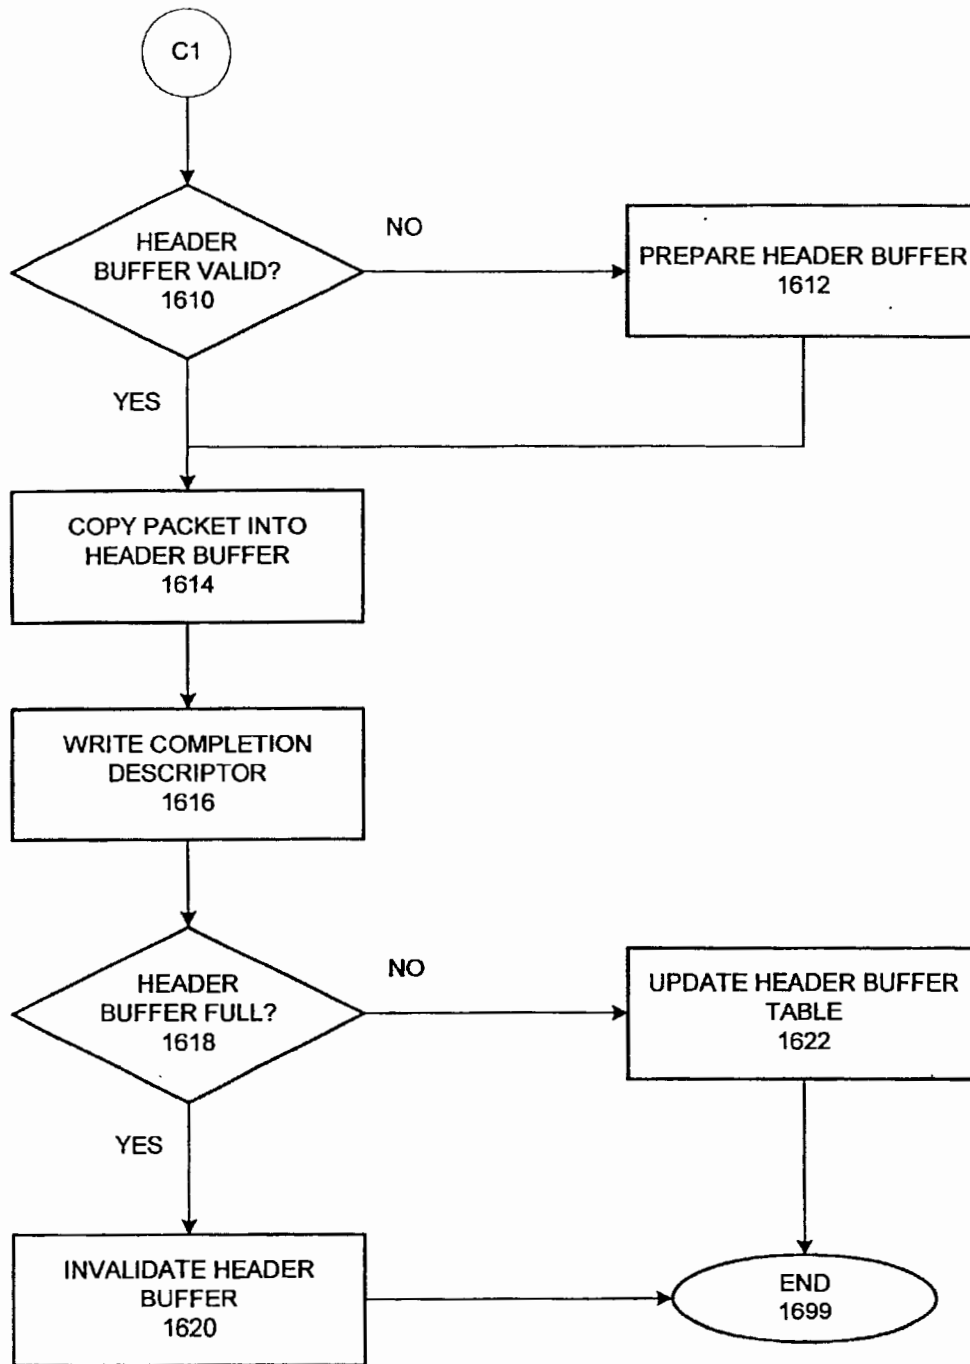 C1
HEADER
BUFFER VALID?
1610
NO
PREPARE HEADER BUFFER
1612
YES
COPY PACKET INTO
HEADER BUFFER
1614
WRITE COMPLETION
DESCRIPTOR
1616
HEADER
BUFFER FULL?
1618
NO
UPDATE HEADER BUFFER
TABLE
1622
YES
INVALIDATE HEADER
BUFFER
1620
END
1699